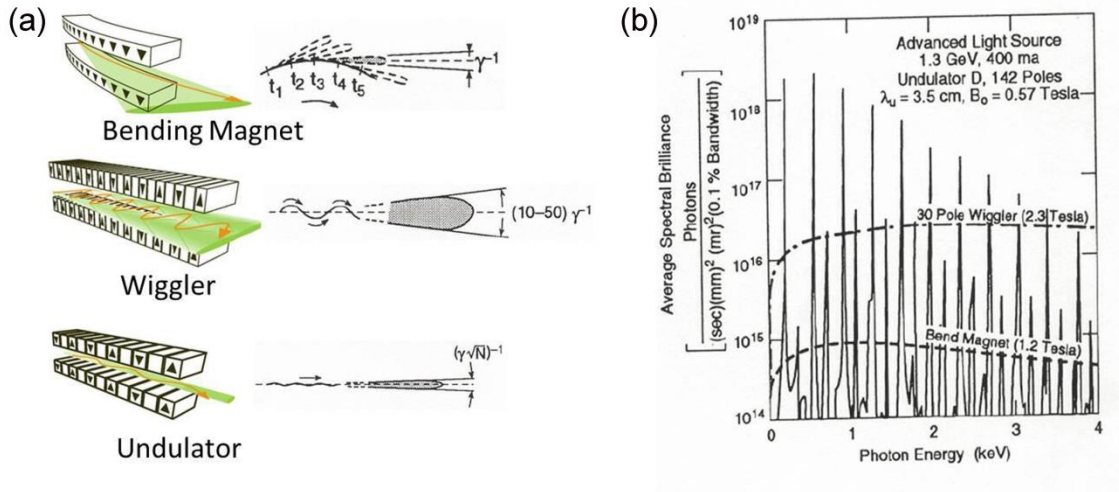 (a)
t₁ t₂ t₃ t₄ t₅
γ⁻¹
Bending Magnet
(10–50) γ⁻¹
Wiggler
(γ√N)⁻¹
Undulator
(b)
10¹⁹
10¹⁸
10¹⁷
10¹⁶
10¹⁵
10¹⁴
Average Spectral Brilliance
Photons
(sec)(mm)² (mr)²(0.1 % Bandwidth)
Advanced Light Source
1.3 GeV, 400 ma
Undulator D, 142 Poles
λᵤ = 3.5 cm, B₀ = 0.57 Tesla
30 Pole Wiggler (2.3 Tesla)
Bend Magnet (1.2 Tesla)
0 1 2 3 4
Photon Energy (keV)